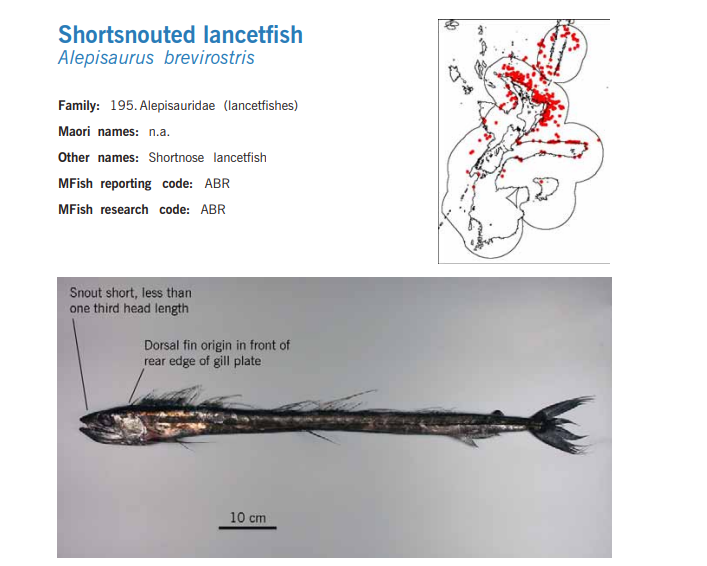 Shortsnouted lancetfish
Alepisaurus brevirostris
Family: 195. Alepisauridae (lancetfishes)
Maori names: n.a.
Other names: Shortnose lancetfish
MFish reporting code: ABR
MFish research code: ABR
Snout short, less than
one third head length
Dorsal fin origin in front of
rear edge of gill plate
10 cm